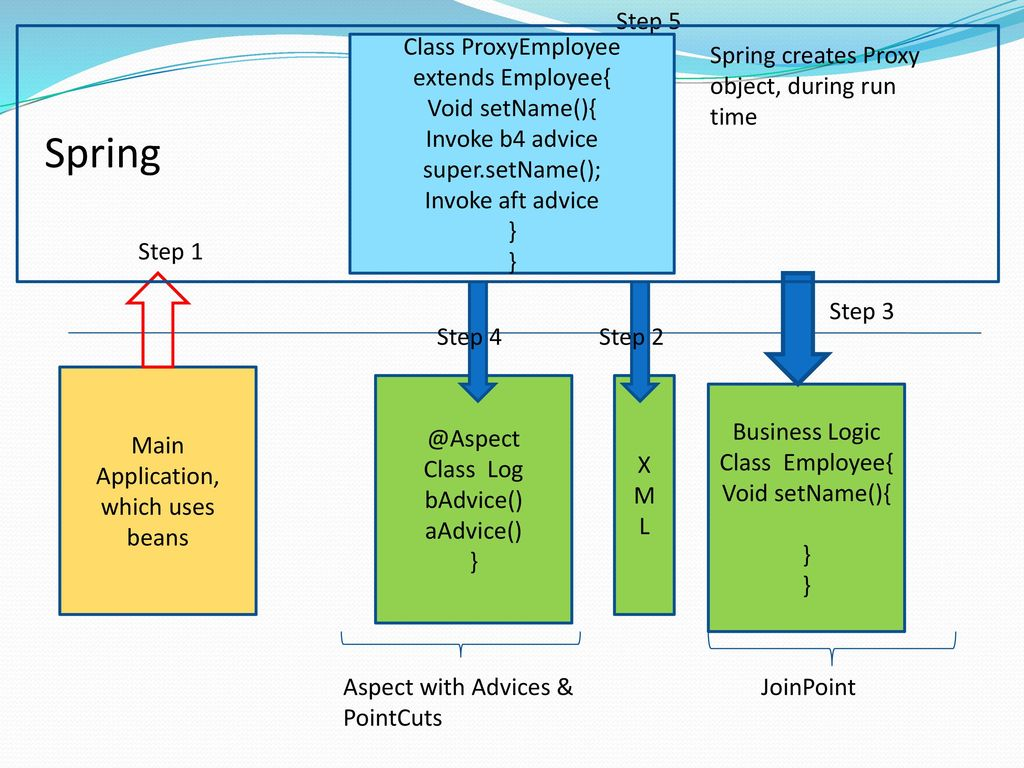 Step 5
Class ProxyEmployee
extends Employee{
Void setName(){
Invoke b4 advice
super.setName();
Invoke aft advice
}
}
Spring creates Proxy
object, during run
time
Spring
Step 1
Step 4
Step 2
Step 3
Main
Application,
which uses
beans
@Aspect
Class  Log
bAdvice()
aAdvice()
}
X
M
L
Business Logic
Class  Employee{
Void setName(){
}
}
Aspect with Advices &
PointCuts
JoinPoint